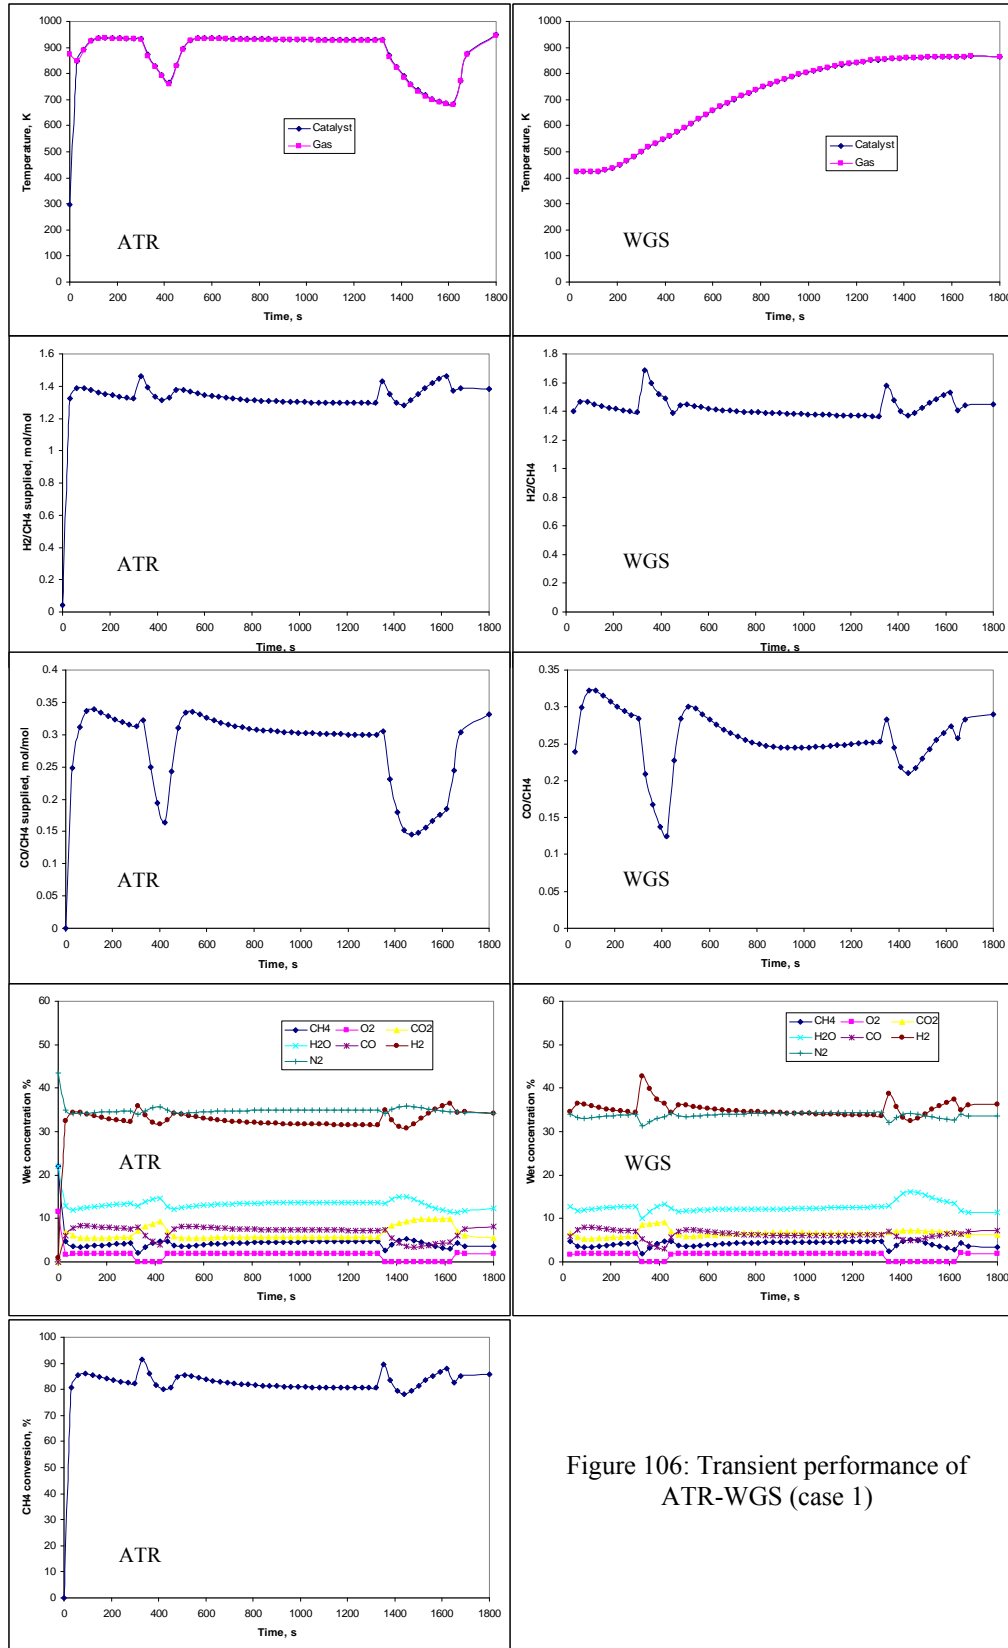 1000
900
800
700
600
500
400
300
200
100
0
Temperature, K
Catalyst
Gas
ATR
0 200 400 600 800 1000 1200 1400 1600 1800
Time, s
1000
900
800
700
600
500
400
300
200
100
0
Temperature, K
Catalyst
Gas
WGS
0 200 400 600 800 1000 1200 1400 1600 1800
Time, s
1.6
1.4
1.2
1
0.8
0.6
0.4
0.2
0
H2/CH4 supplied, mol/mol
ATR
0 200 400 600 800 1000 1200 1400 1600 1800
Time, s
1.8
1.6
1.4
1.2
1
0.8
0.6
0.4
0.2
0
H2/CH4
WGS
0 200 400 600 800 1000 1200 1400 1600 1800
Time, s
0.4
0.35
0.3
0.25
0.2
0.15
0.1
0.05
0
CO/CH4 supplied, mol/mol
ATR
0 200 400 600 800 1000 1200 1400 1600 1800
Time, s
0.35
0.3
0.25
0.2
0.15
0.1
0.05
0
CO/CH4
WGS
0 200 400 600 800 1000 1200 1400 1600 1800
Time, s
60
50
40
30
20
10
0
Wet concentration %
CH4 O2 CO2
H2O CO H2
N2
ATR
0 200 400 600 800 1000 1200 1400 1600 1800
Time, s
60
50
40
30
20
10
0
Wet concentration %
CH4 O2 CO2
H2O CO H2
N2
WGS
0 200 400 600 800 1000 1200 1400 1600 1800
Time, s
100
90
80
70
60
50
40
30
20
10
0
CH4 conversion, %
ATR
0 200 400 600 800 1000 1200 1400 1600 1800
Time, s
Figure 106: Transient performance of
ATR-WGS (case 1)